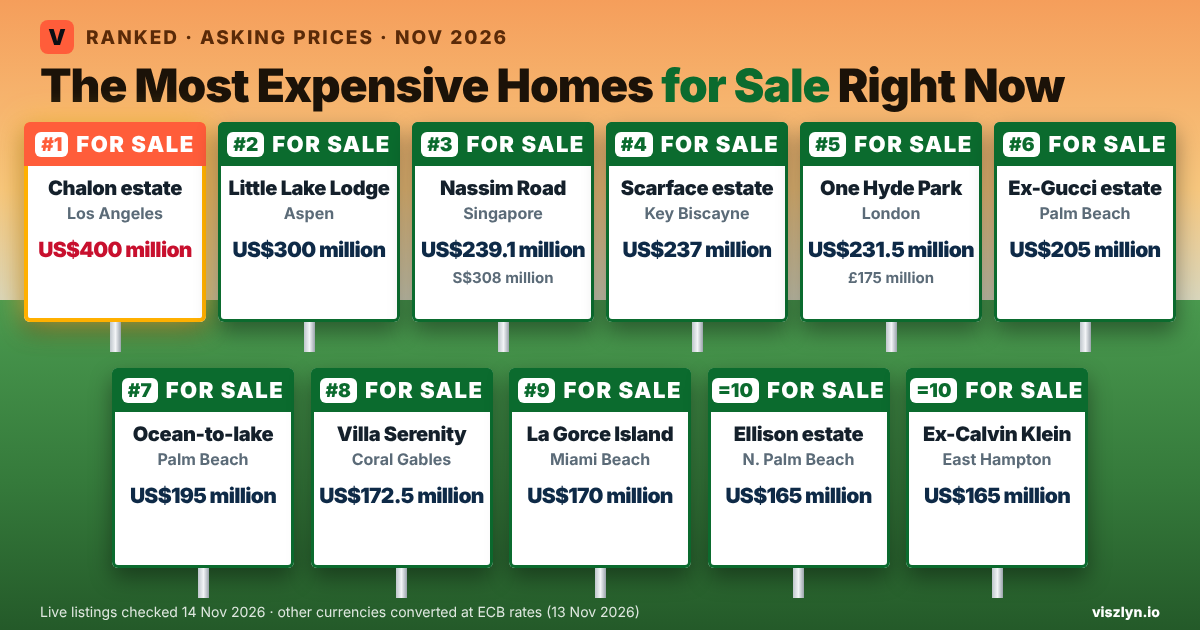 V RANKED · ASKING PRICES · NOV 2026
The Most Expensive Homes for Sale Right Now
#1 FOR SALE
Chalon estate
Los Angeles
US$400 million
#2 FOR SALE
Little Lake Lodge
Aspen
US$300 million
#3 FOR SALE
Nassim Road
Singapore
US$239.1 million
S$308 million
#4 FOR SALE
Scarface estate
Key Biscayne
US$237 million
#5 FOR SALE
One Hyde Park
London
US$231.5 million
£175 million
#6 FOR SALE
Ex-Gucci estate
Palm Beach
US$205 million
#7 FOR SALE
Ocean-to-lake
Palm Beach
US$195 million
#8 FOR SALE
Villa Serenity
Coral Gables
US$172.5 million
#9 FOR SALE
La Gorce Island
Miami Beach
US$170 million
=10 FOR SALE
Ellison estate
N. Palm Beach
US$165 million
=10 FOR SALE
Ex-Calvin Klein
East Hampton
US$165 million
Live listings checked 14 Nov 2026 · other currencies converted at ECB rates (13 Nov 2026)
viszlyn.io